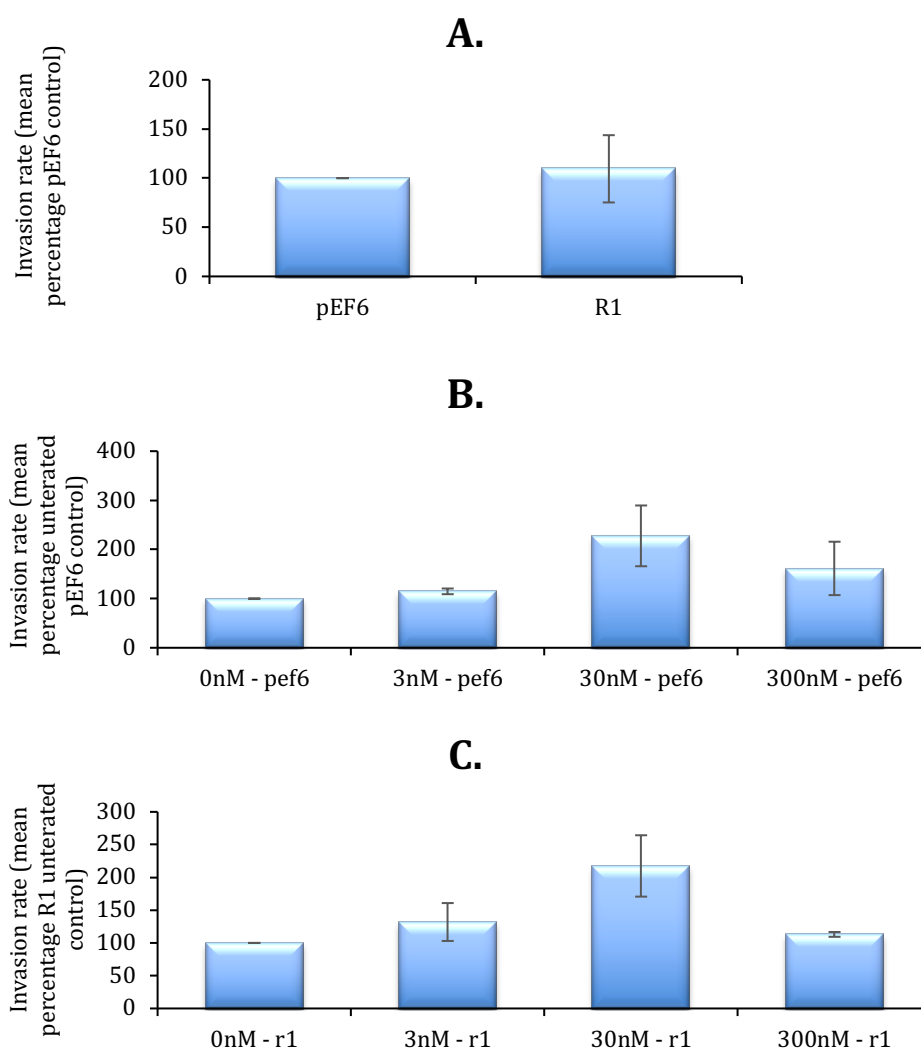 A.
Invasion rate (mean
percentage pEF6 control)
200
150
100
50
0
pEF6
R1
B.
Invasion rate (mean
percentage unterated
pEF6 control)
400
300
200
100
0
0nM - pef6
3nM - pef6
30nM - pef6
300nM - pef6
C.
Invasion rate (mean
percentage R1 unterated
control)
300
250
200
150
100
50
0
0nM - r1
3nM - r1
30nM - r1
300nM - r1